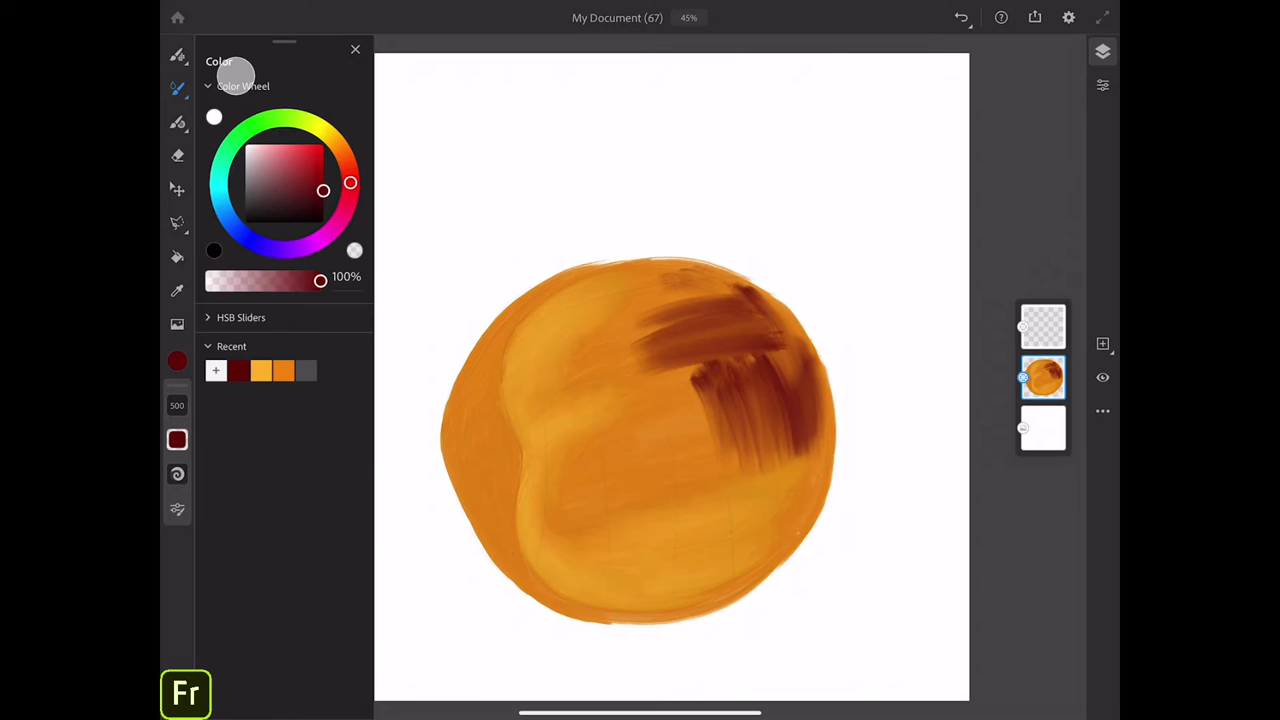 My Document (67) 45%
Color
Color Wheel
100%
HSB Sliders
Recent
500
Fr